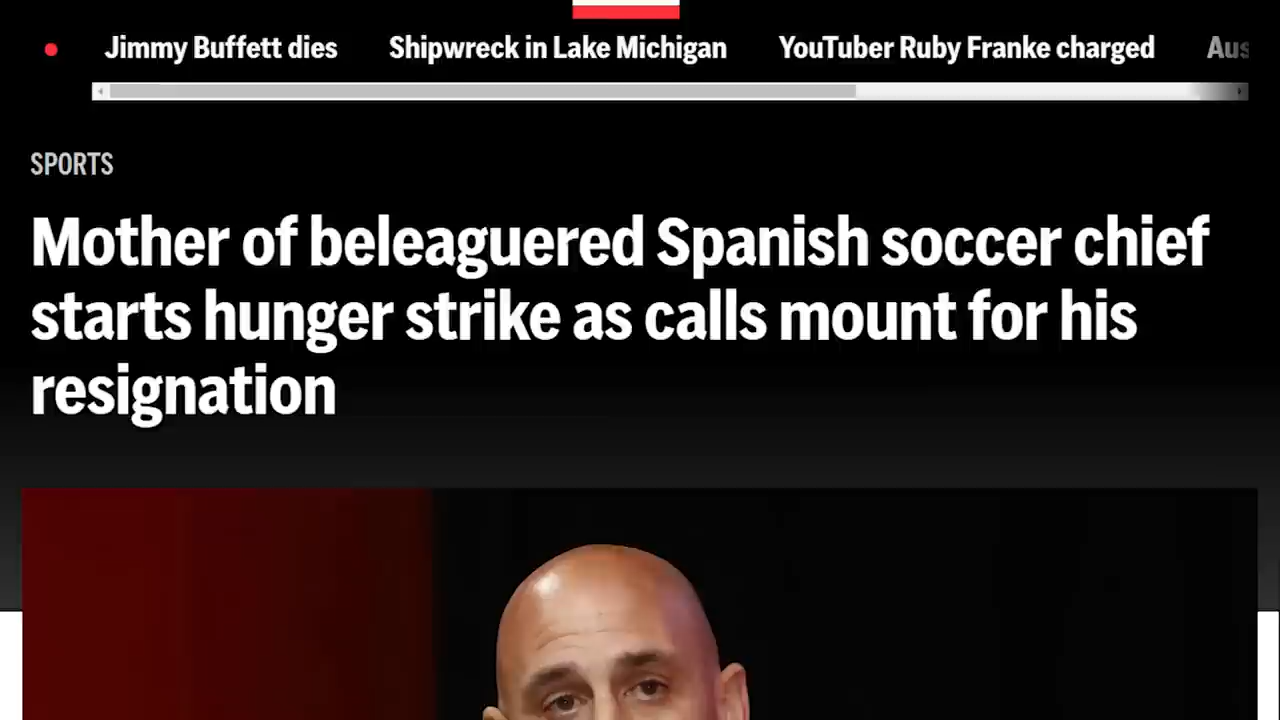 Jimmy Buffett dies Shipwreck in Lake Michigan YouTuber Ruby Franke charged Aus
SPORTS
Mother of beleaguered Spanish soccer chief
starts hunger strike as calls mount for his
resignation